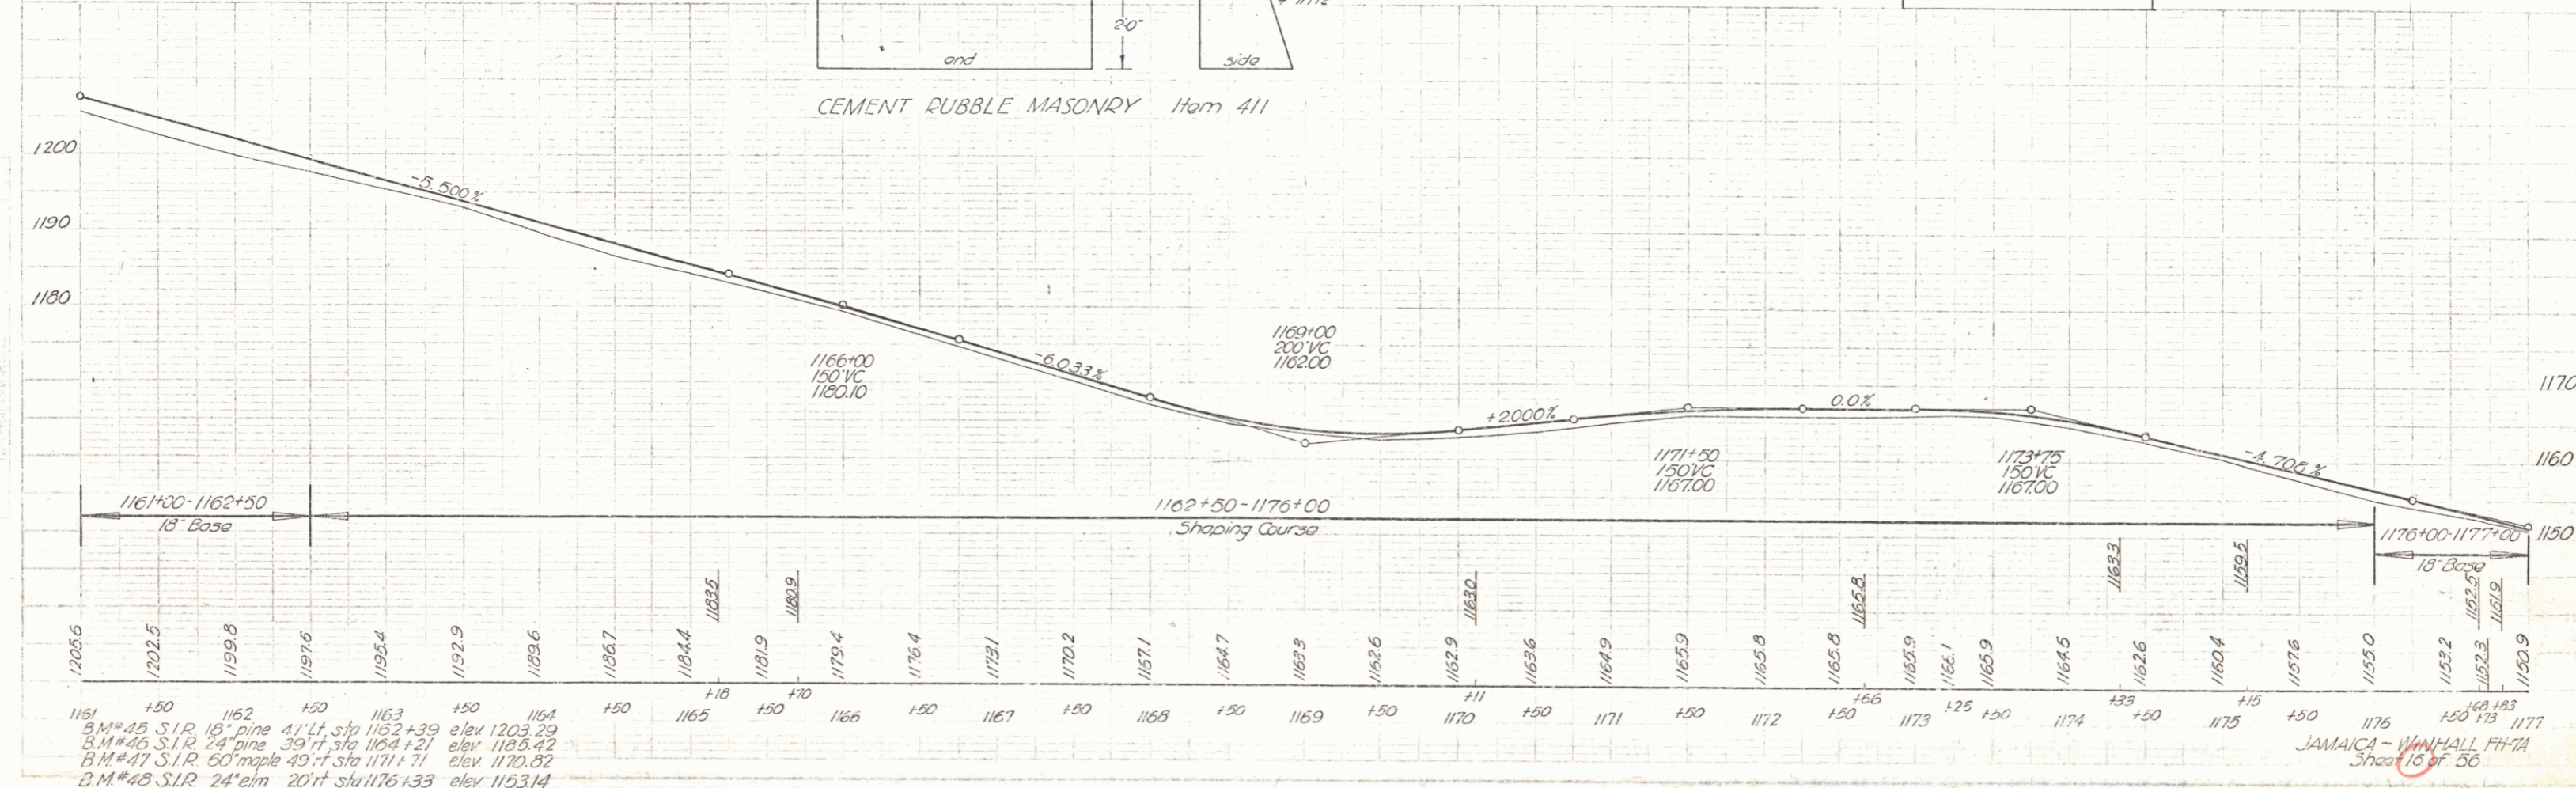 2'0"
end
side
CEMENT RUBBLE MASONRY Item 411
1200
1190
1180
1170
1160
1150
-5.500%
1166+00
150'VC
1180.10
-6.033%
1169+00
200'VC
1162.00
+2.000%
1171+50
150'VC
1167.00
0.0%
1173+75
150'VC
1167.00
-4.708%
1161+00-1162+50
18" Base
1162+50-1176+00
Shaping Course
1176+00-1177+00
18" Base
1183.5 1180.9 1163.0 1165.8 1163.3 1159.5 1152.5 1151.9
1205.6 1202.5 1199.8 1197.6 1195.4 1192.9 1189.6 1186.7 1184.4 1181.9 1179.4 1176.4 1173.1 1170.2 1167.1 1164.7 1163.3 1162.6 1162.9 1163.6 1164.9 1165.9 1165.8 1165.8 1165.9 1166.1 1165.9 1164.5 1162.6 1160.4 1157.6 1155.0 1153.2 1152.3 1150.9
+18 +70 +11 +66 +33 +15 +68 +83
1161 +50 1162 +50 1163 +50 1164 +50 1165 +50 1166 +50 1167 +50 1168 +50 1169 +50 1170 +50 1171 +50 1172 +50 1173 +25 +50 1174 +50 1175 +50 1176 +50 +73 1177
B.M.#45 S.I.R. 18" pine 47' Lt. sta 1162+39 elev. 1203.29
B.M.#46 S.I.R. 24" pine 39' rt. sta 1164+21 elev 1185.42
B.M.#47 S.I.R. 60" maple 49' rt sta 1171+71 elev. 1170.82
B.M.#48 S.I.R. 24" elm 20' rt sta 1176+33 elev. 1153.14
JAMAICA - WINHALL FH-7A
Sheet 16 of 56